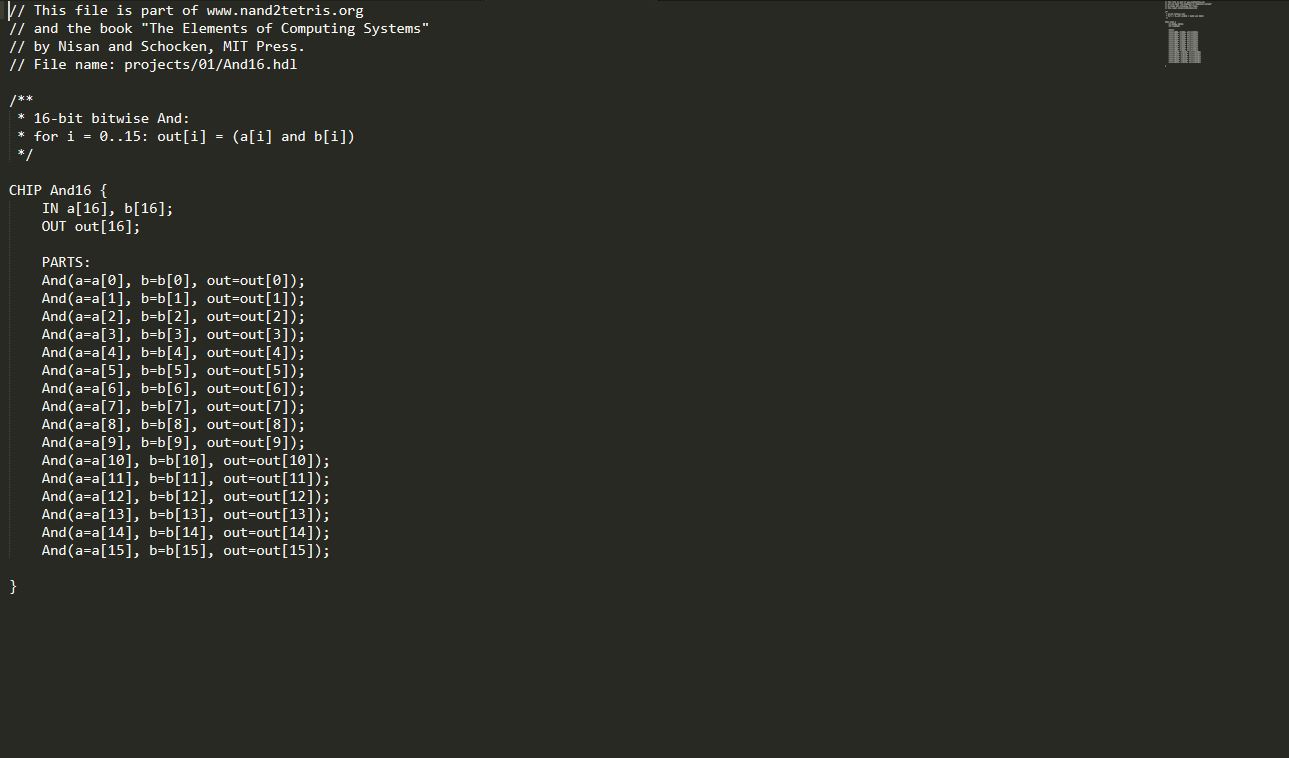 // This file is part of www.nand2tetris.org
// and the book "The Elements of Computing Systems"
// by Nisan and Schocken, MIT Press.
// File name: projects/01/And16.hdl
/**
 * 16-bit bitwise And:
 * for i = 0..15: out[i] = (a[i] and b[i])
 */
CHIP And16 {
    IN a[16], b[16];
    OUT out[16];
    PARTS:
    And(a=a[0], b=b[0], out=out[0]);
    And(a=a[1], b=b[1], out=out[1]);
    And(a=a[2], b=b[2], out=out[2]);
    And(a=a[3], b=b[3], out=out[3]);
    And(a=a[4], b=b[4], out=out[4]);
    And(a=a[5], b=b[5], out=out[5]);
    And(a=a[6], b=b[6], out=out[6]);
    And(a=a[7], b=b[7], out=out[7]);
    And(a=a[8], b=b[8], out=out[8]);
    And(a=a[9], b=b[9], out=out[9]);
    And(a=a[10], b=b[10], out=out[10]);
    And(a=a[11], b=b[11], out=out[11]);
    And(a=a[12], b=b[12], out=out[12]);
    And(a=a[13], b=b[13], out=out[13]);
    And(a=a[14], b=b[14], out=out[14]);
    And(a=a[15], b=b[15], out=out[15]);
}